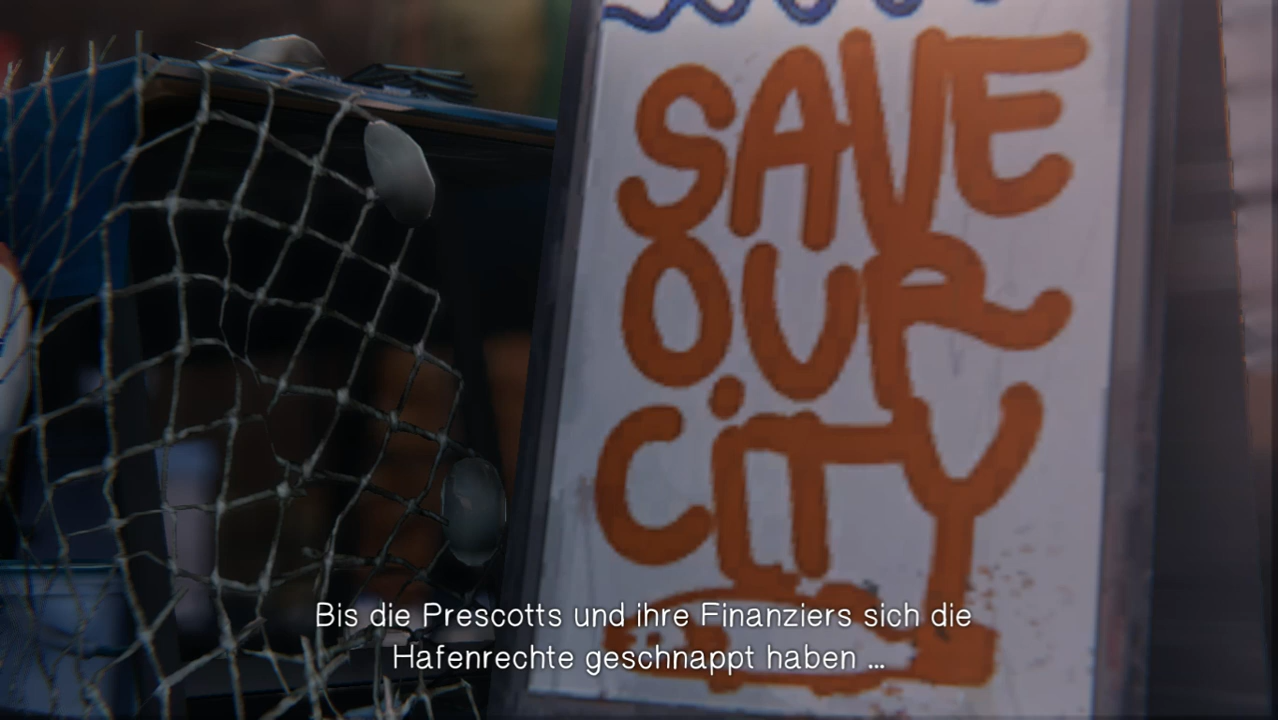 SAVE
OUR
CITY
Bis die Prescotts und ihre Finanziers sich die
Hafenrechte geschnappt haben ...